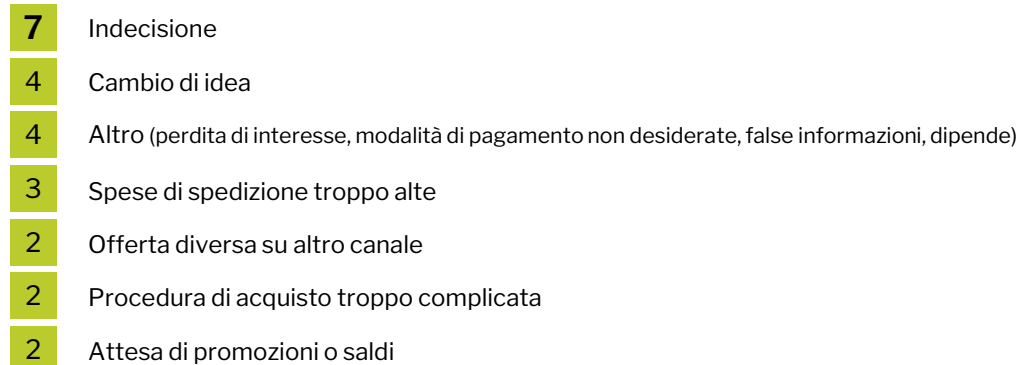 7 Indecisione
4 Cambio di idea
4 Altro (perdita di interesse, modalità di pagamento non desiderate, false informazioni, dipende)
3 Spese di spedizione troppo alte
2 Offerta diversa su altro canale
2 Procedura di acquisto troppo complicata
2 Attesa di promozioni o saldi